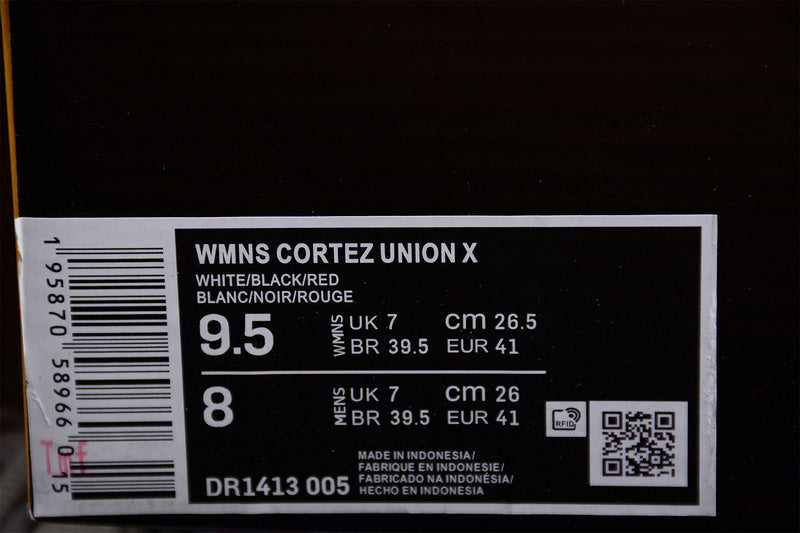 WMNS CORTEZ UNION X
WHITE/BLACK/RED
BLANC/NOIR/ROUGE
9.5 WMNS UK 7 cm 26.5
BR 39.5 EUR 41
8 MENS UK 7 cm 26
BR 39.5 EUR 41
RFID
DR1413 005
MADE IN INDONESIA/
FABRIQUE EN INDONESIE/
FABRICADO NA INDONÉSIA/
HECHO EN INDONESIA
1 95870 58966 0 15